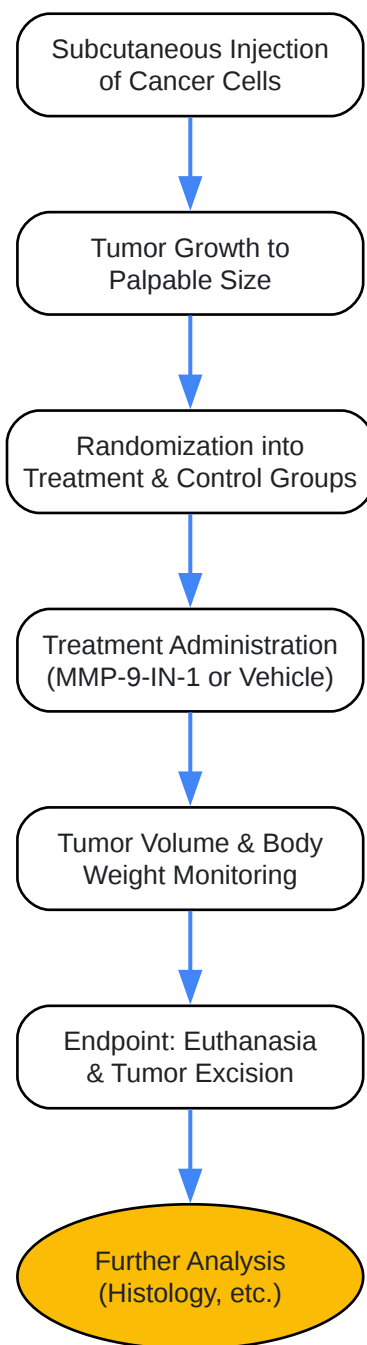 Subcutaneous Injection
of Cancer Cells
Tumor Growth to
Palpable Size
Randomization into
Treatment & Control Groups
Treatment Administration
(MMP-9-IN-1 or Vehicle)
Tumor Volume & Body
Weight Monitoring
Endpoint: Euthanasia
& Tumor Excision
Further Analysis
(Histology, etc.)